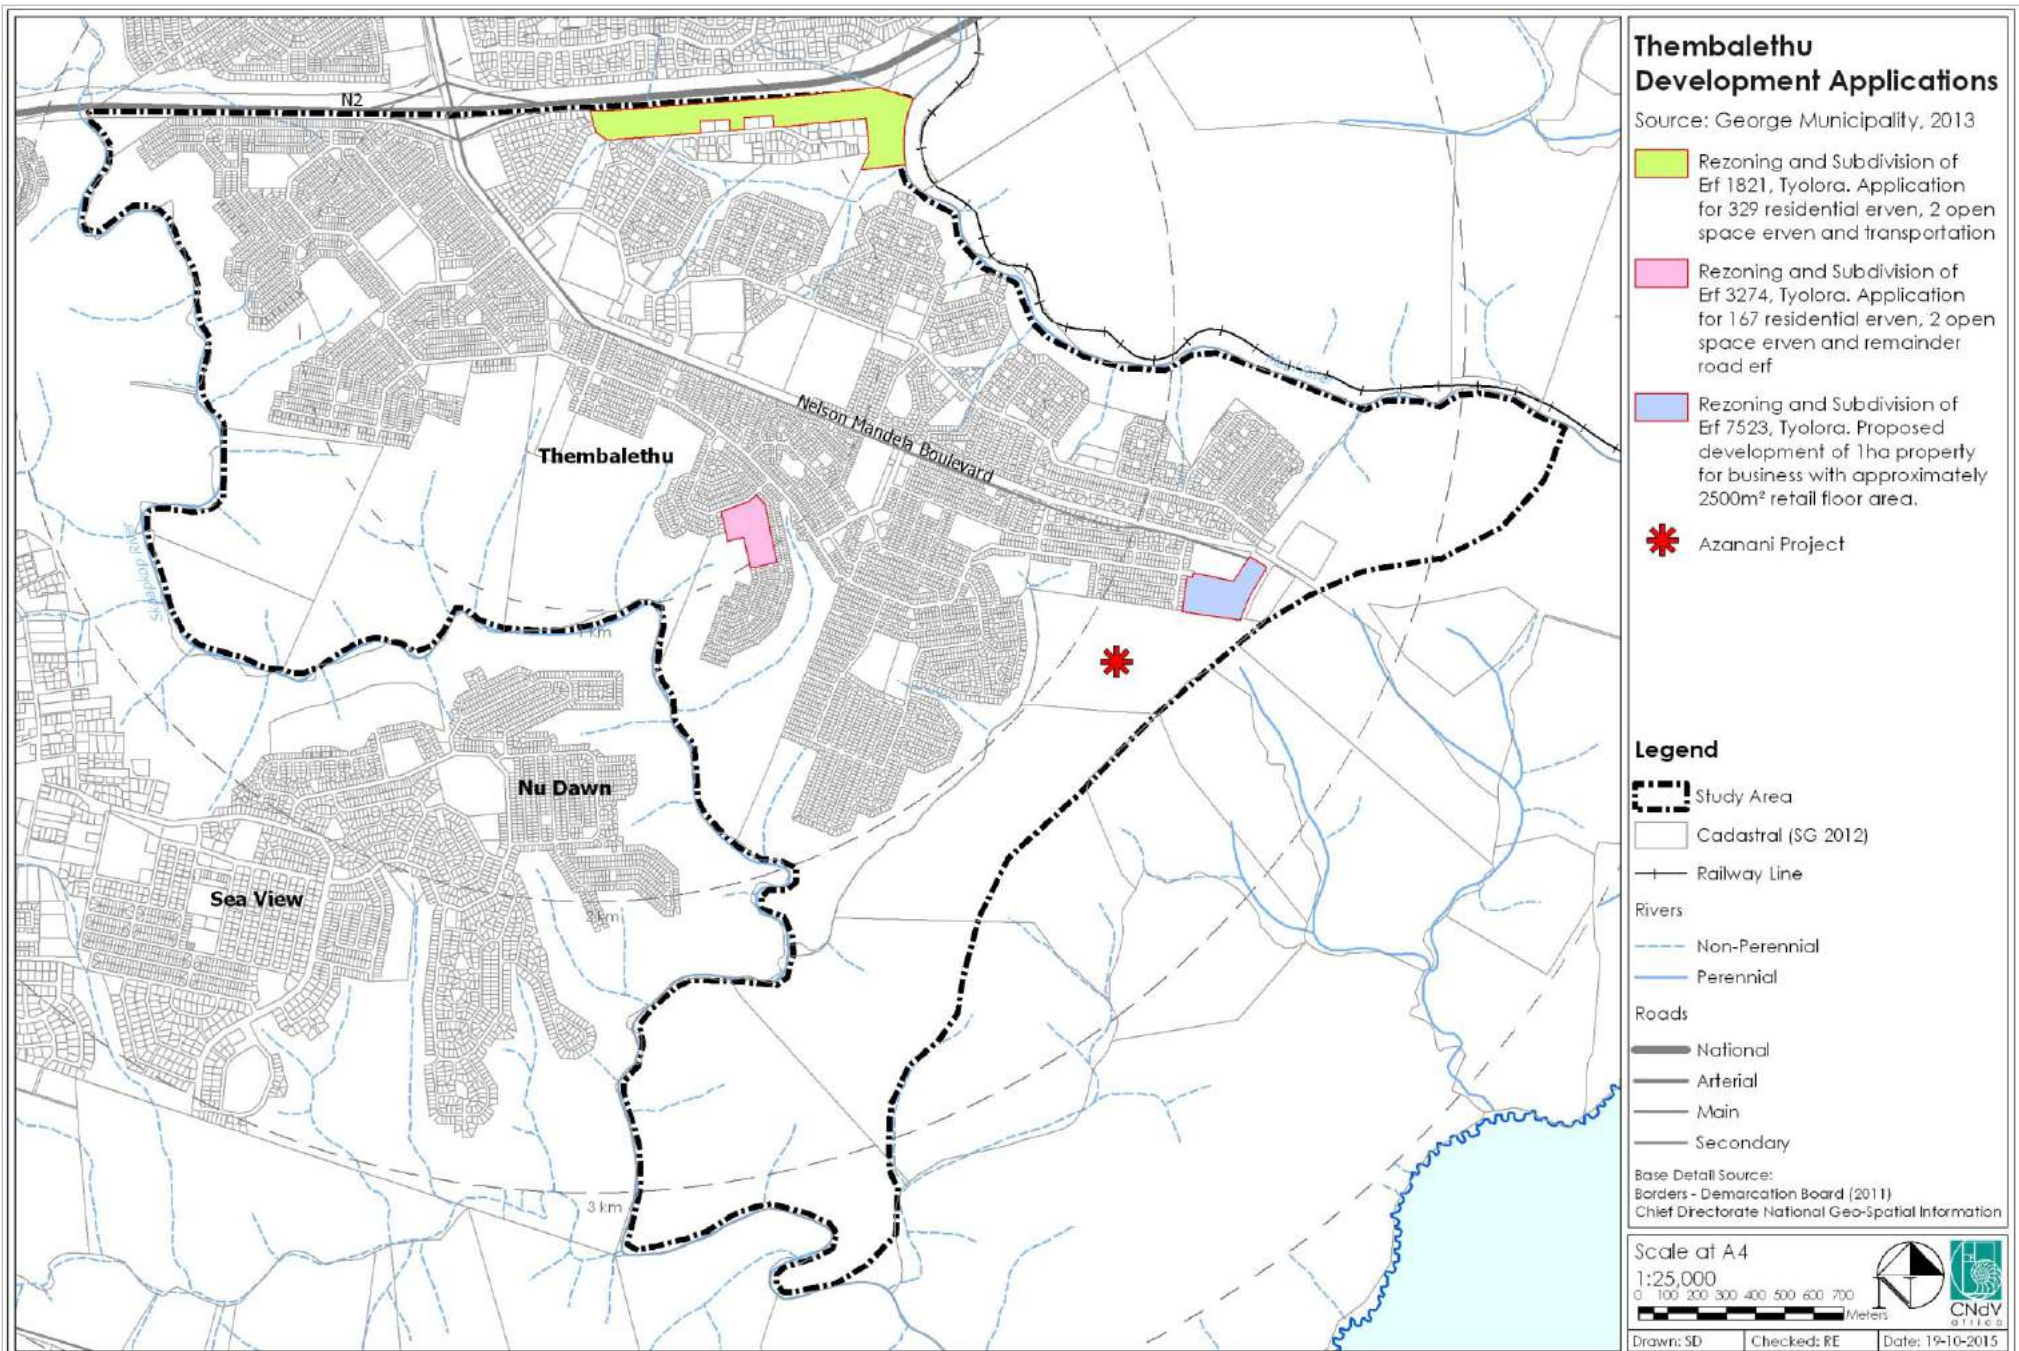 Thembalethu
Development Applications
Source: George Municipality, 2013
Rezoning and Subdivision of
Erf 1821, Tyolora. Application
for 329 residential erven, 2 open
space erven and transportation
Rezoning and Subdivision of
Erf 3274, Tyolora. Application
for 167 residential erven, 2 open
space erven and remainder
road erf
Rezoning and Subdivision of
Erf 7523, Tyolora. Proposed
development of 1ha property
for business with approximately
2500m² retail floor area.
Azanani Project
Legend
Study Area
Cadastral (SG 2012)
Railway Line
Rivers
Non-Perennial
Perennial
Roads
National
Arterial
Main
Secondary
Base Detail Source:
Borders - Demarcation Board (2011)
Chief Directorate National Geo-Spatial Information
Scale at A4
1:25,000
0 100 200 300 400 500 600 700
Meters
N
CNdV
africa
Drawn: SD
Checked: RE
Date: 19-10-2015
N2
Nelson Mandela Boulevard
Thembalethu
Skaapkop River
1 km
Nu Dawn
Sea View
2 km
3 km